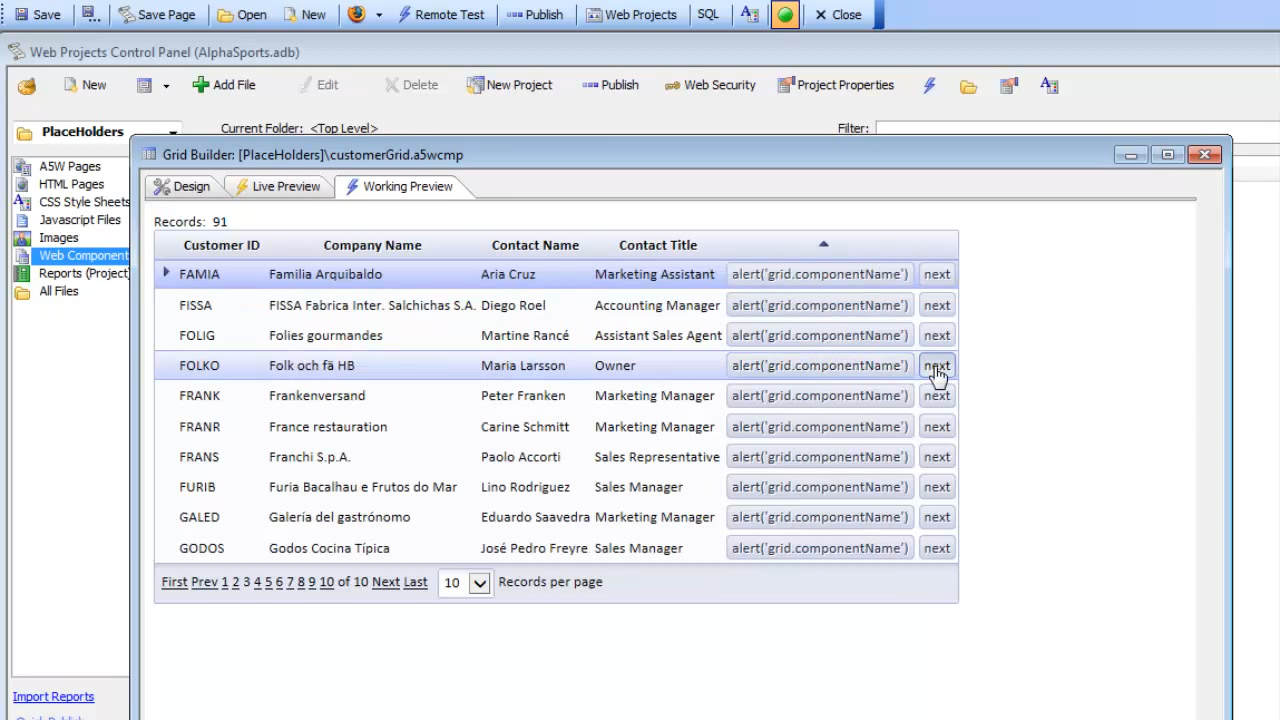 Save Save Page Open New Remote Test Publish Web Projects SQL A Close
Web Projects Control Panel (AlphaSports.adb)
New Add File Edit Delete New Project Publish Web Security Project Properties
PlaceHolders Current Folder: <Top Level> Filter:
A5W Pages
HTML Pages
CSS Style Sheets
Javascript Files
Images
Web Component
Reports (Project
All Files
Import Reports
Quick Publish
Grid Builder: [PlaceHolders]\customerGrid.a5wcmp
Design Live Preview Working Preview
Records: 91
Customer ID Company Name Contact Name Contact Title
FAMIA Familia Arquibaldo Aria Cruz Marketing Assistant alert('grid.componentName') next
FISSA FISSA Fabrica Inter. Salchichas S.A. Diego Roel Accounting Manager alert('grid.componentName') next
FOLIG Folies gourmandes Martine Rancé Assistant Sales Agent alert('grid.componentName') next
FOLKO Folk och fä HB Maria Larsson Owner alert('grid.componentName') next
FRANK Frankenversand Peter Franken Marketing Manager alert('grid.componentName') next
FRANR France restauration Carine Schmitt Marketing Manager alert('grid.componentName') next
FRANS Franchi S.p.A. Paolo Accorti Sales Representative alert('grid.componentName') next
FURIB Furia Bacalhau e Frutos do Mar Lino Rodriguez Sales Manager alert('grid.componentName') next
GALED Galería del gastrónomo Eduardo Saavedra Marketing Manager alert('grid.componentName') next
GODOS Godos Cocina Típica José Pedro Freyre Sales Manager alert('grid.componentName') next
First Prev 1 2 3 4 5 6 7 8 9 10 of 10 Next Last 10 Records per page